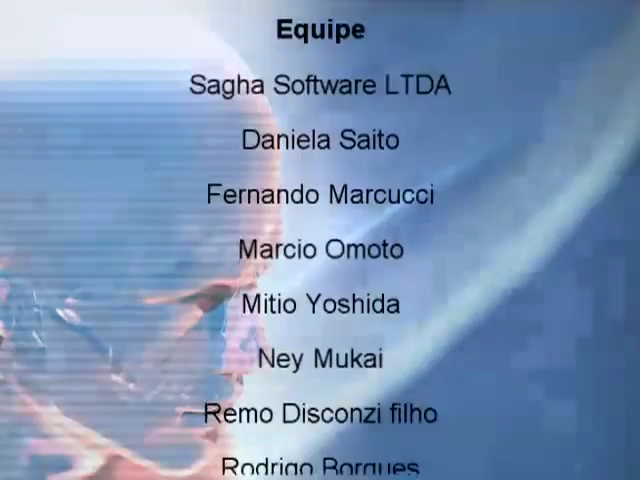 Equipe
Sagha Software LTDA
Daniela Saito
Fernando Marcucci
Marcio Omoto
Mitio Yoshida
Ney Mukai
Remo Disconzi filho
Rodrigo Borgues